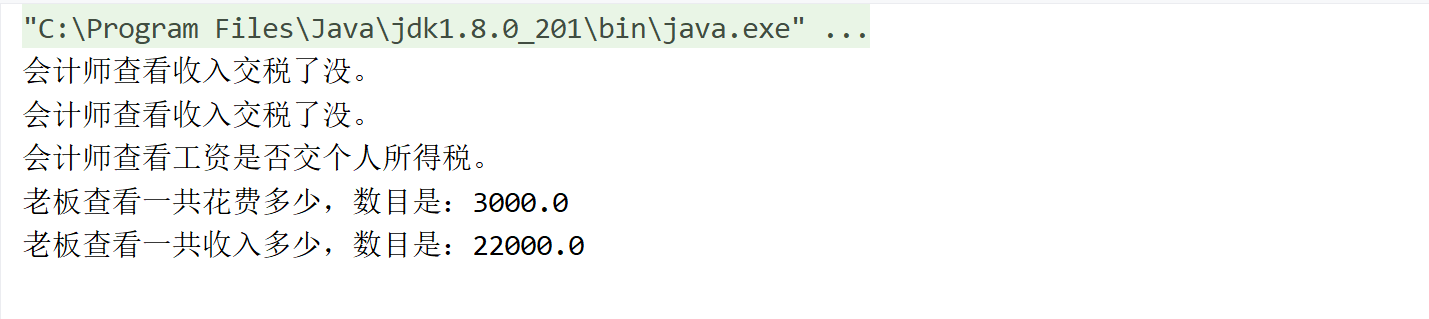 "C:\Program Files\Java\jdk1.8.0_201\bin\java.exe" ...
会计师查看收入交税了没。
会计师查看收入交税了没。
会计师查看工资是否交个人所得税。
老板查看一共花费多少，数目是：3000.0
老板查看一共收入多少，数目是：22000.0